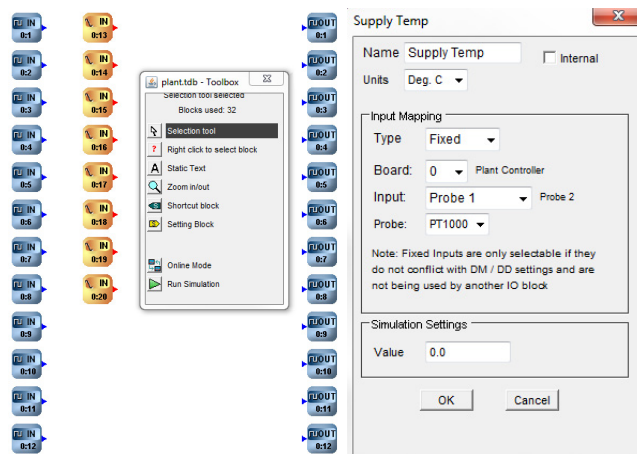 IN
0:1
IN
0:2
IN
0:3
IN
0:4
IN
0:5
IN
0:6
IN
0:7
IN
0:8
IN
0:9
IN
0:10
IN
0:11
IN
0:12
IN
0:13
IN
0:14
IN
0:15
IN
0:16
IN
0:17
IN
0:18
IN
0:19
IN
0:20
plant.tdb - Toolbox
Selection tool selected
Blocks used: 32
Selection tool
? Right click to select block
A Static Text
Zoom in/out
Shortcut block
Setting Block
Online Mode
Run Simulation
OUT
0:1
OUT
0:2
OUT
0:3
OUT
0:4
OUT
0:5
OUT
0:6
OUT
0:7
OUT
0:8
OUT
0:9
OUT
0:10
OUT
0:11
OUT
0:12
Supply Temp
Name Supply Temp Internal
Units Deg. C
Input Mapping
Type Fixed
Board: 0 Plant Controller
Input: Probe 1 Probe 2
Probe: PT1000
Note: Fixed Inputs are only selectable if they
do not conflict with DM / DD settings and are
not being used by another IO block
Simulation Settings
Value 0.0
OK Cancel